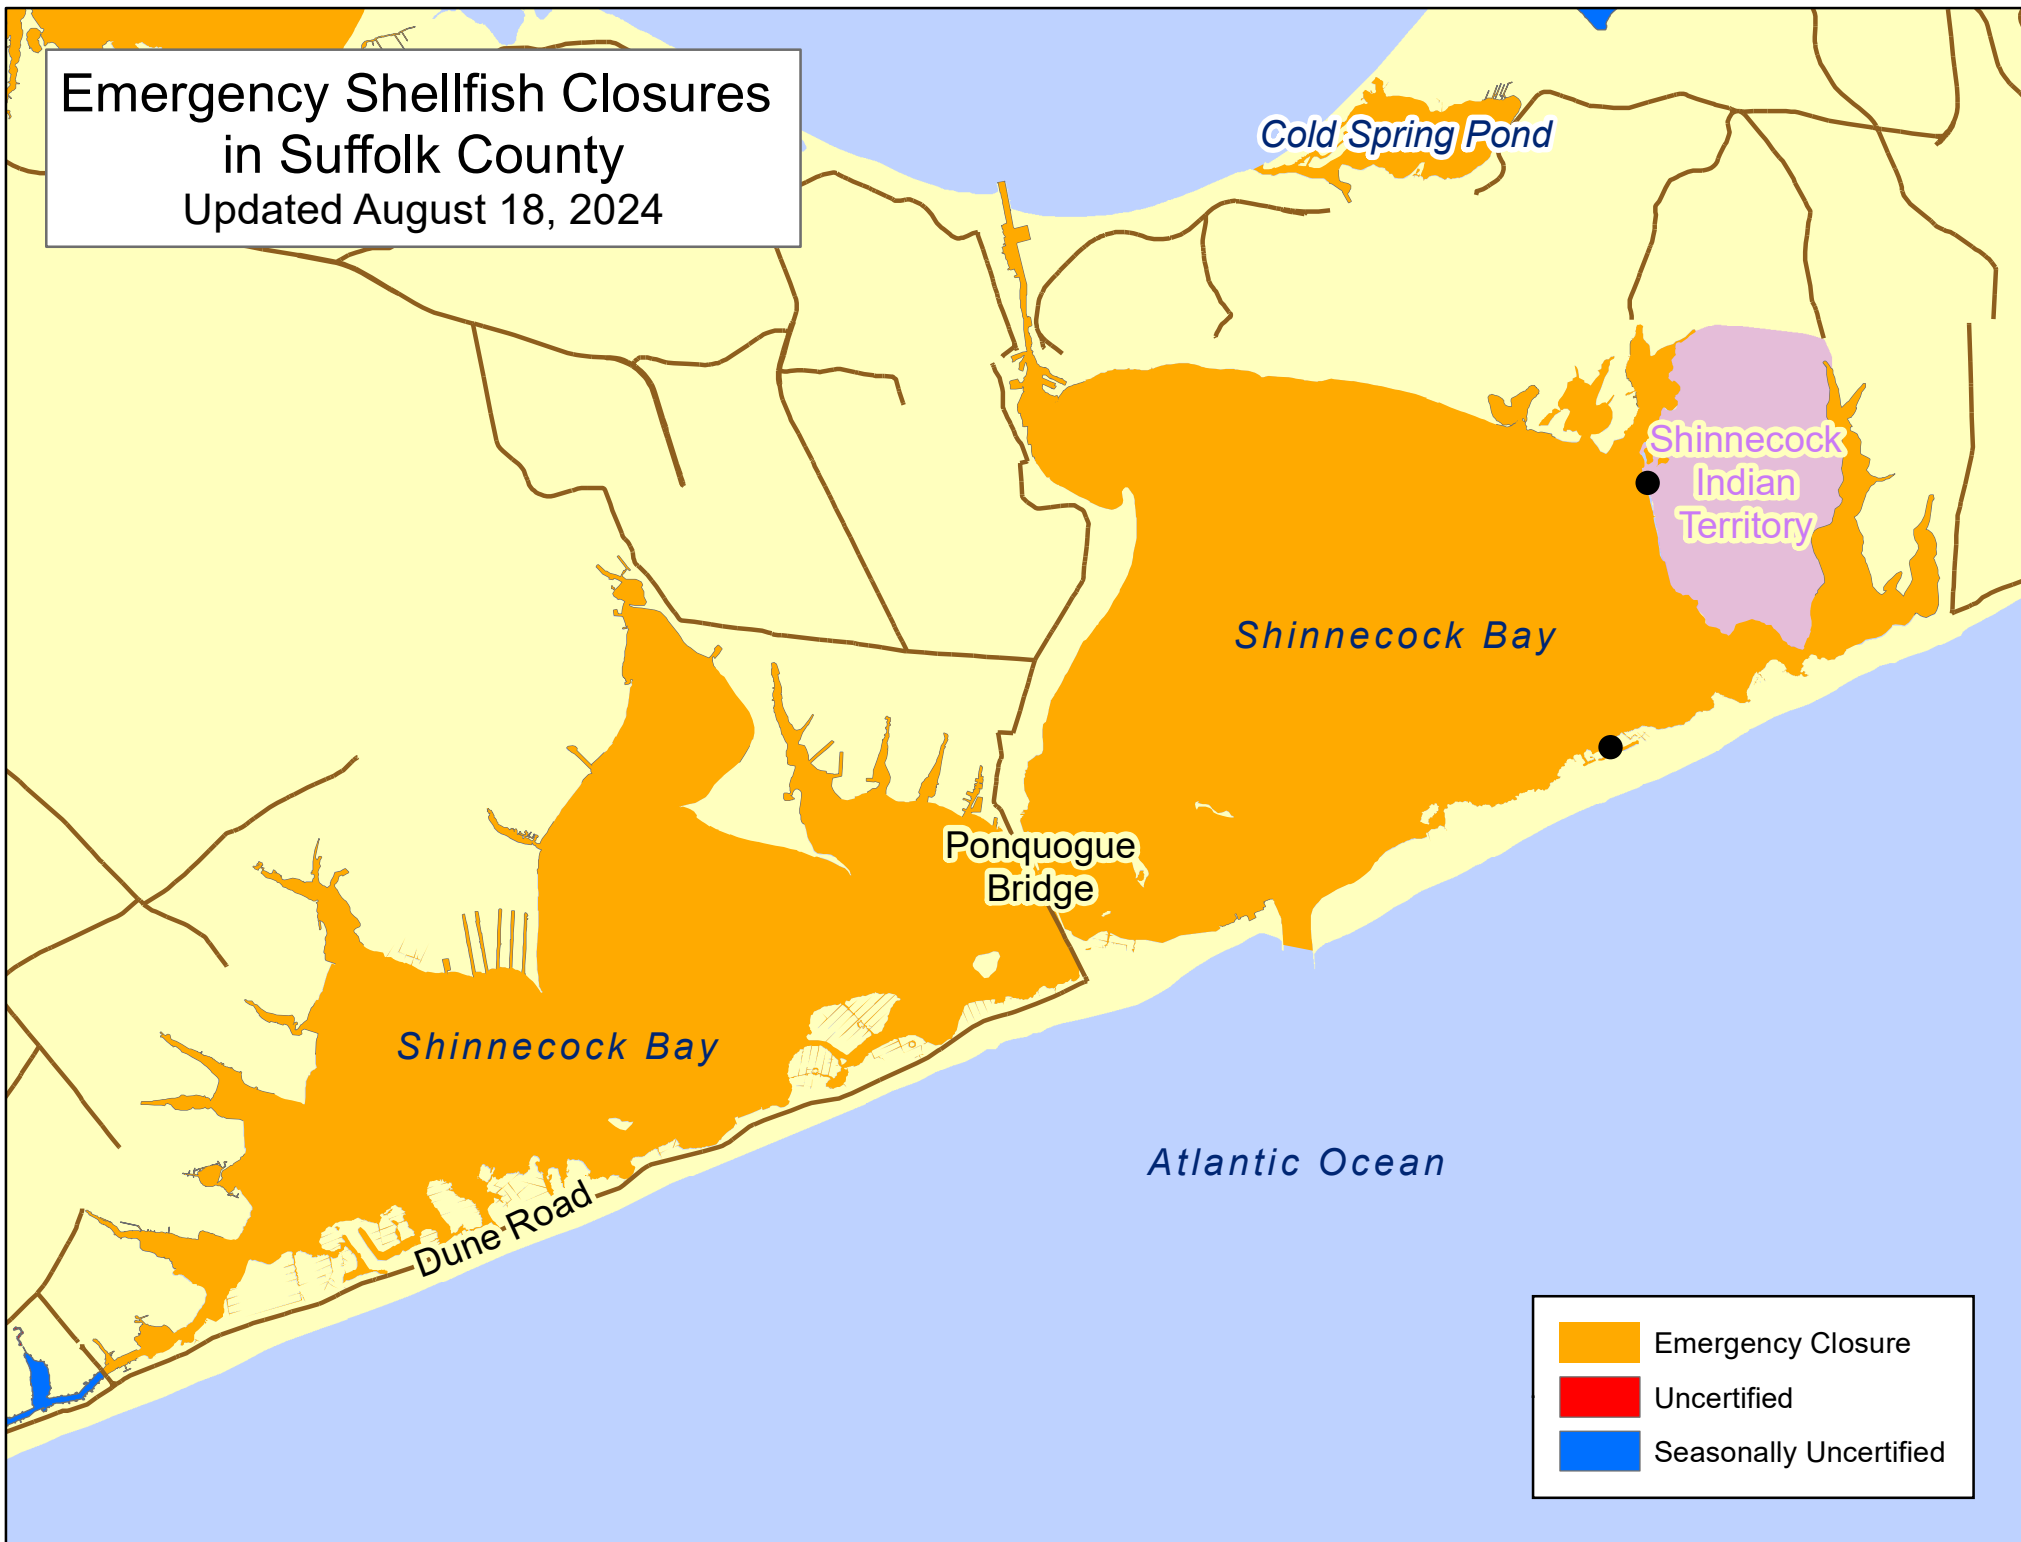 Emergency Shellfish Closures
in Suffolk County
Updated August 18, 2024
Cold Spring Pond
Shinnecock
Indian
Territory
Shinnecock Bay
Ponquogue
Bridge
Shinnecock Bay
Atlantic Ocean
Dune Road
Emergency Closure
Uncertified
Seasonally Uncertified